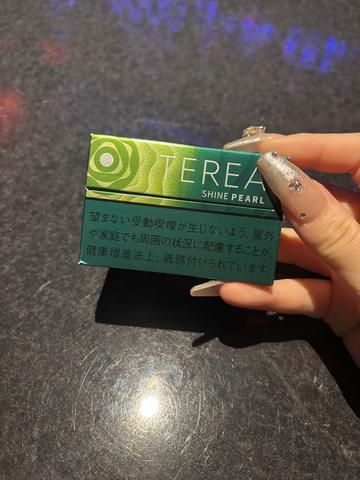 TEREA
SHINE PEARL
望まない受動喫煙が生じないよう、屋外
や家庭でも周囲の状況に配慮することが、
健康増進法上、義務付けられています。